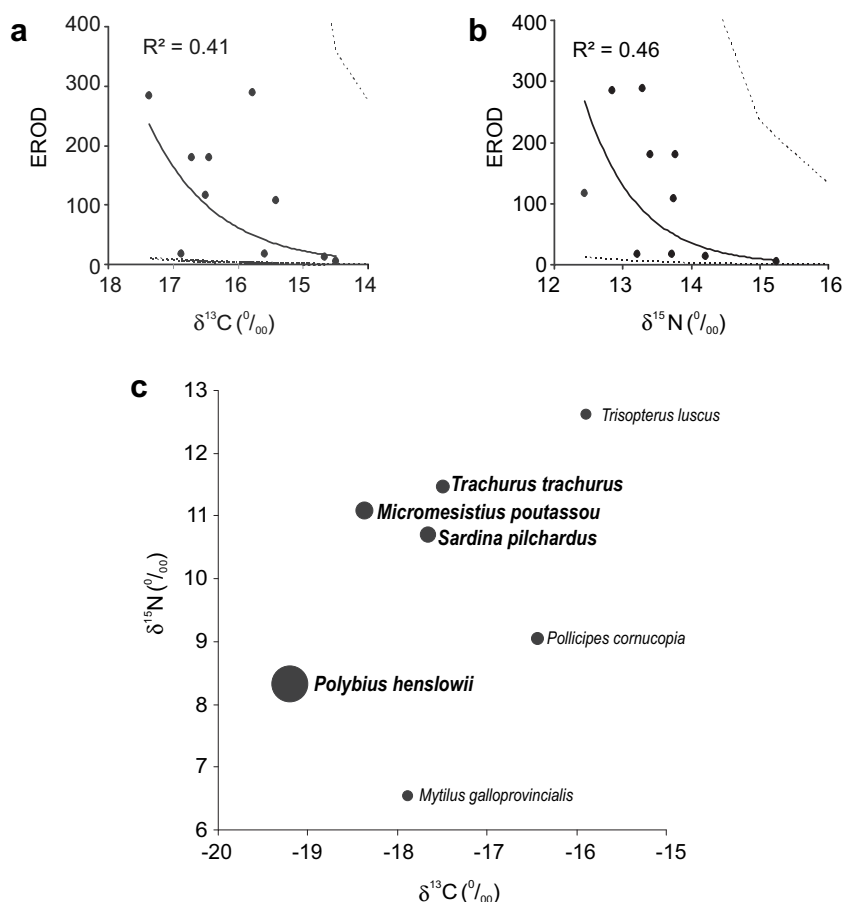 a
R² = 0.41
EROD
400
300
200
100
0
18 17 16 15 14
δ¹³C (⁰/₀₀)
b
R² = 0.46
EROD
400
300
200
100
0
12 13 14 15 16
δ¹⁵N (⁰/₀₀)
c
δ¹⁵N (⁰/₀₀)
13
12
11
10
9
8
7
6
Trisopterus luscus
Trachurus trachurus
Micromesistius poutassou
Sardina pilchardus
Pollicipes cornucopia
Polybius henslowii
Mytilus galloprovincialis
-20 -19 -18 -17 -16 -15
δ¹³C (⁰/₀₀)